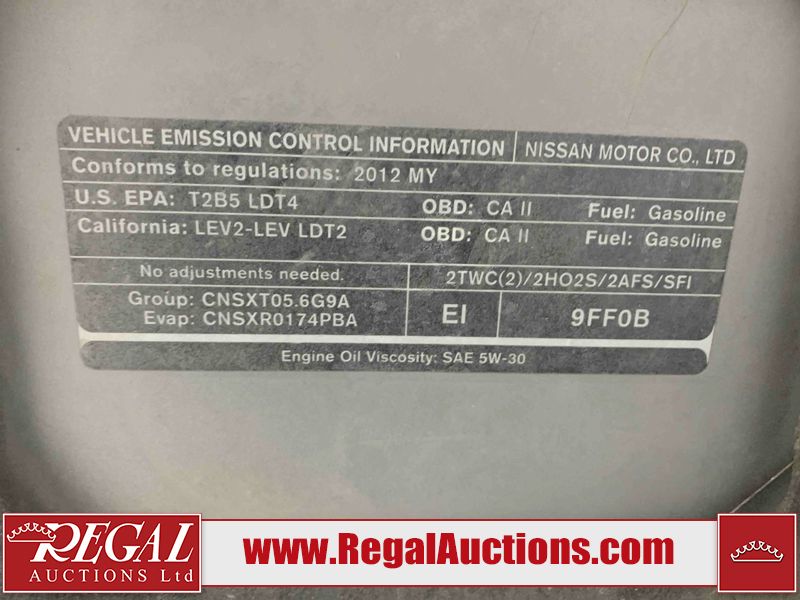 VEHICLE EMISSION CONTROL INFORMATION NISSAN MOTOR CO., LTD
Conforms to regulations: 2012 MY
U.S. EPA: T2B5 LDT4 OBD: CA II Fuel: Gasoline
California: LEV2-LEV LDT2 OBD: CA II Fuel: Gasoline
No adjustments needed. 2TWC(2)/2HO2S/2AFS/SFI
Group: CNSXT05.6G9A
Evap: CNSXR0174PBA EI 9FF0B
Engine Oil Viscosity: SAE 5W-30
REGAL
AUCTIONS Ltd
www.RegalAuctions.com